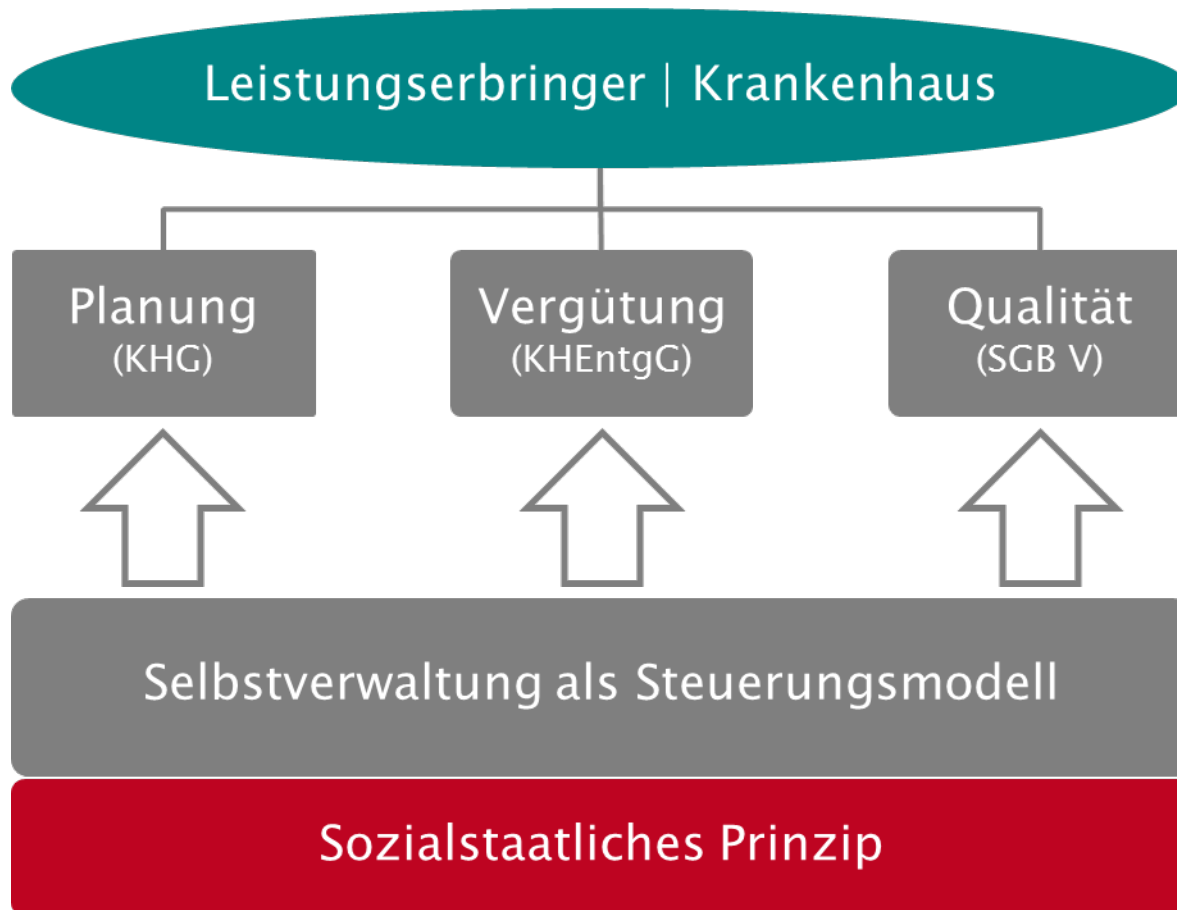 Leistungserbringer | Krankenhaus
Planung
(KHG)
Vergütung
(KHEntgG)
Qualität
(SGB V)
Selbstverwaltung als Steuerungsmodell
Sozialstaatliches Prinzip